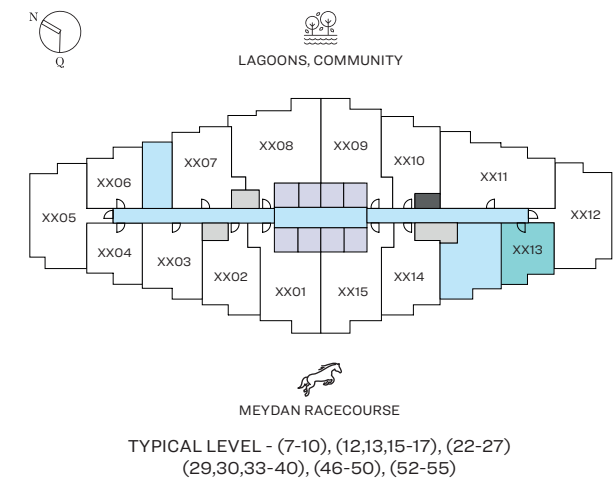 N
Q
LAGOONS, COMMUNITY
XX08
XX09
XX07
XX10
XX06
XX11
XX05
XX12
XX04
XX03
XX13
XX02
XX14
XX01
XX15
MEYDAN RACECOURSE
TYPICAL LEVEL - (7-10), (12,13,15-17), (22-27)
(29,30,33-40), (46-50), (52-55)